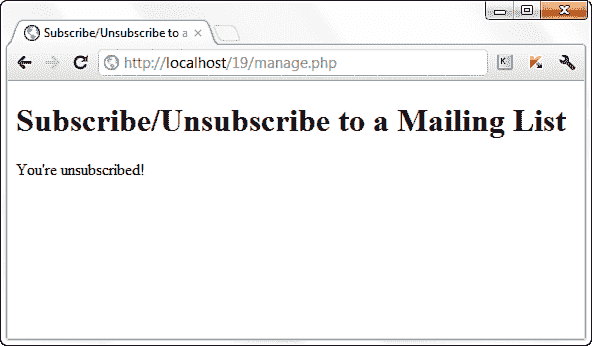 Subscribe/Unsubscribe to a
http://localhost/19/manage.php
K
Subscribe/Unsubscribe to a Mailing List
You're unsubscribed!